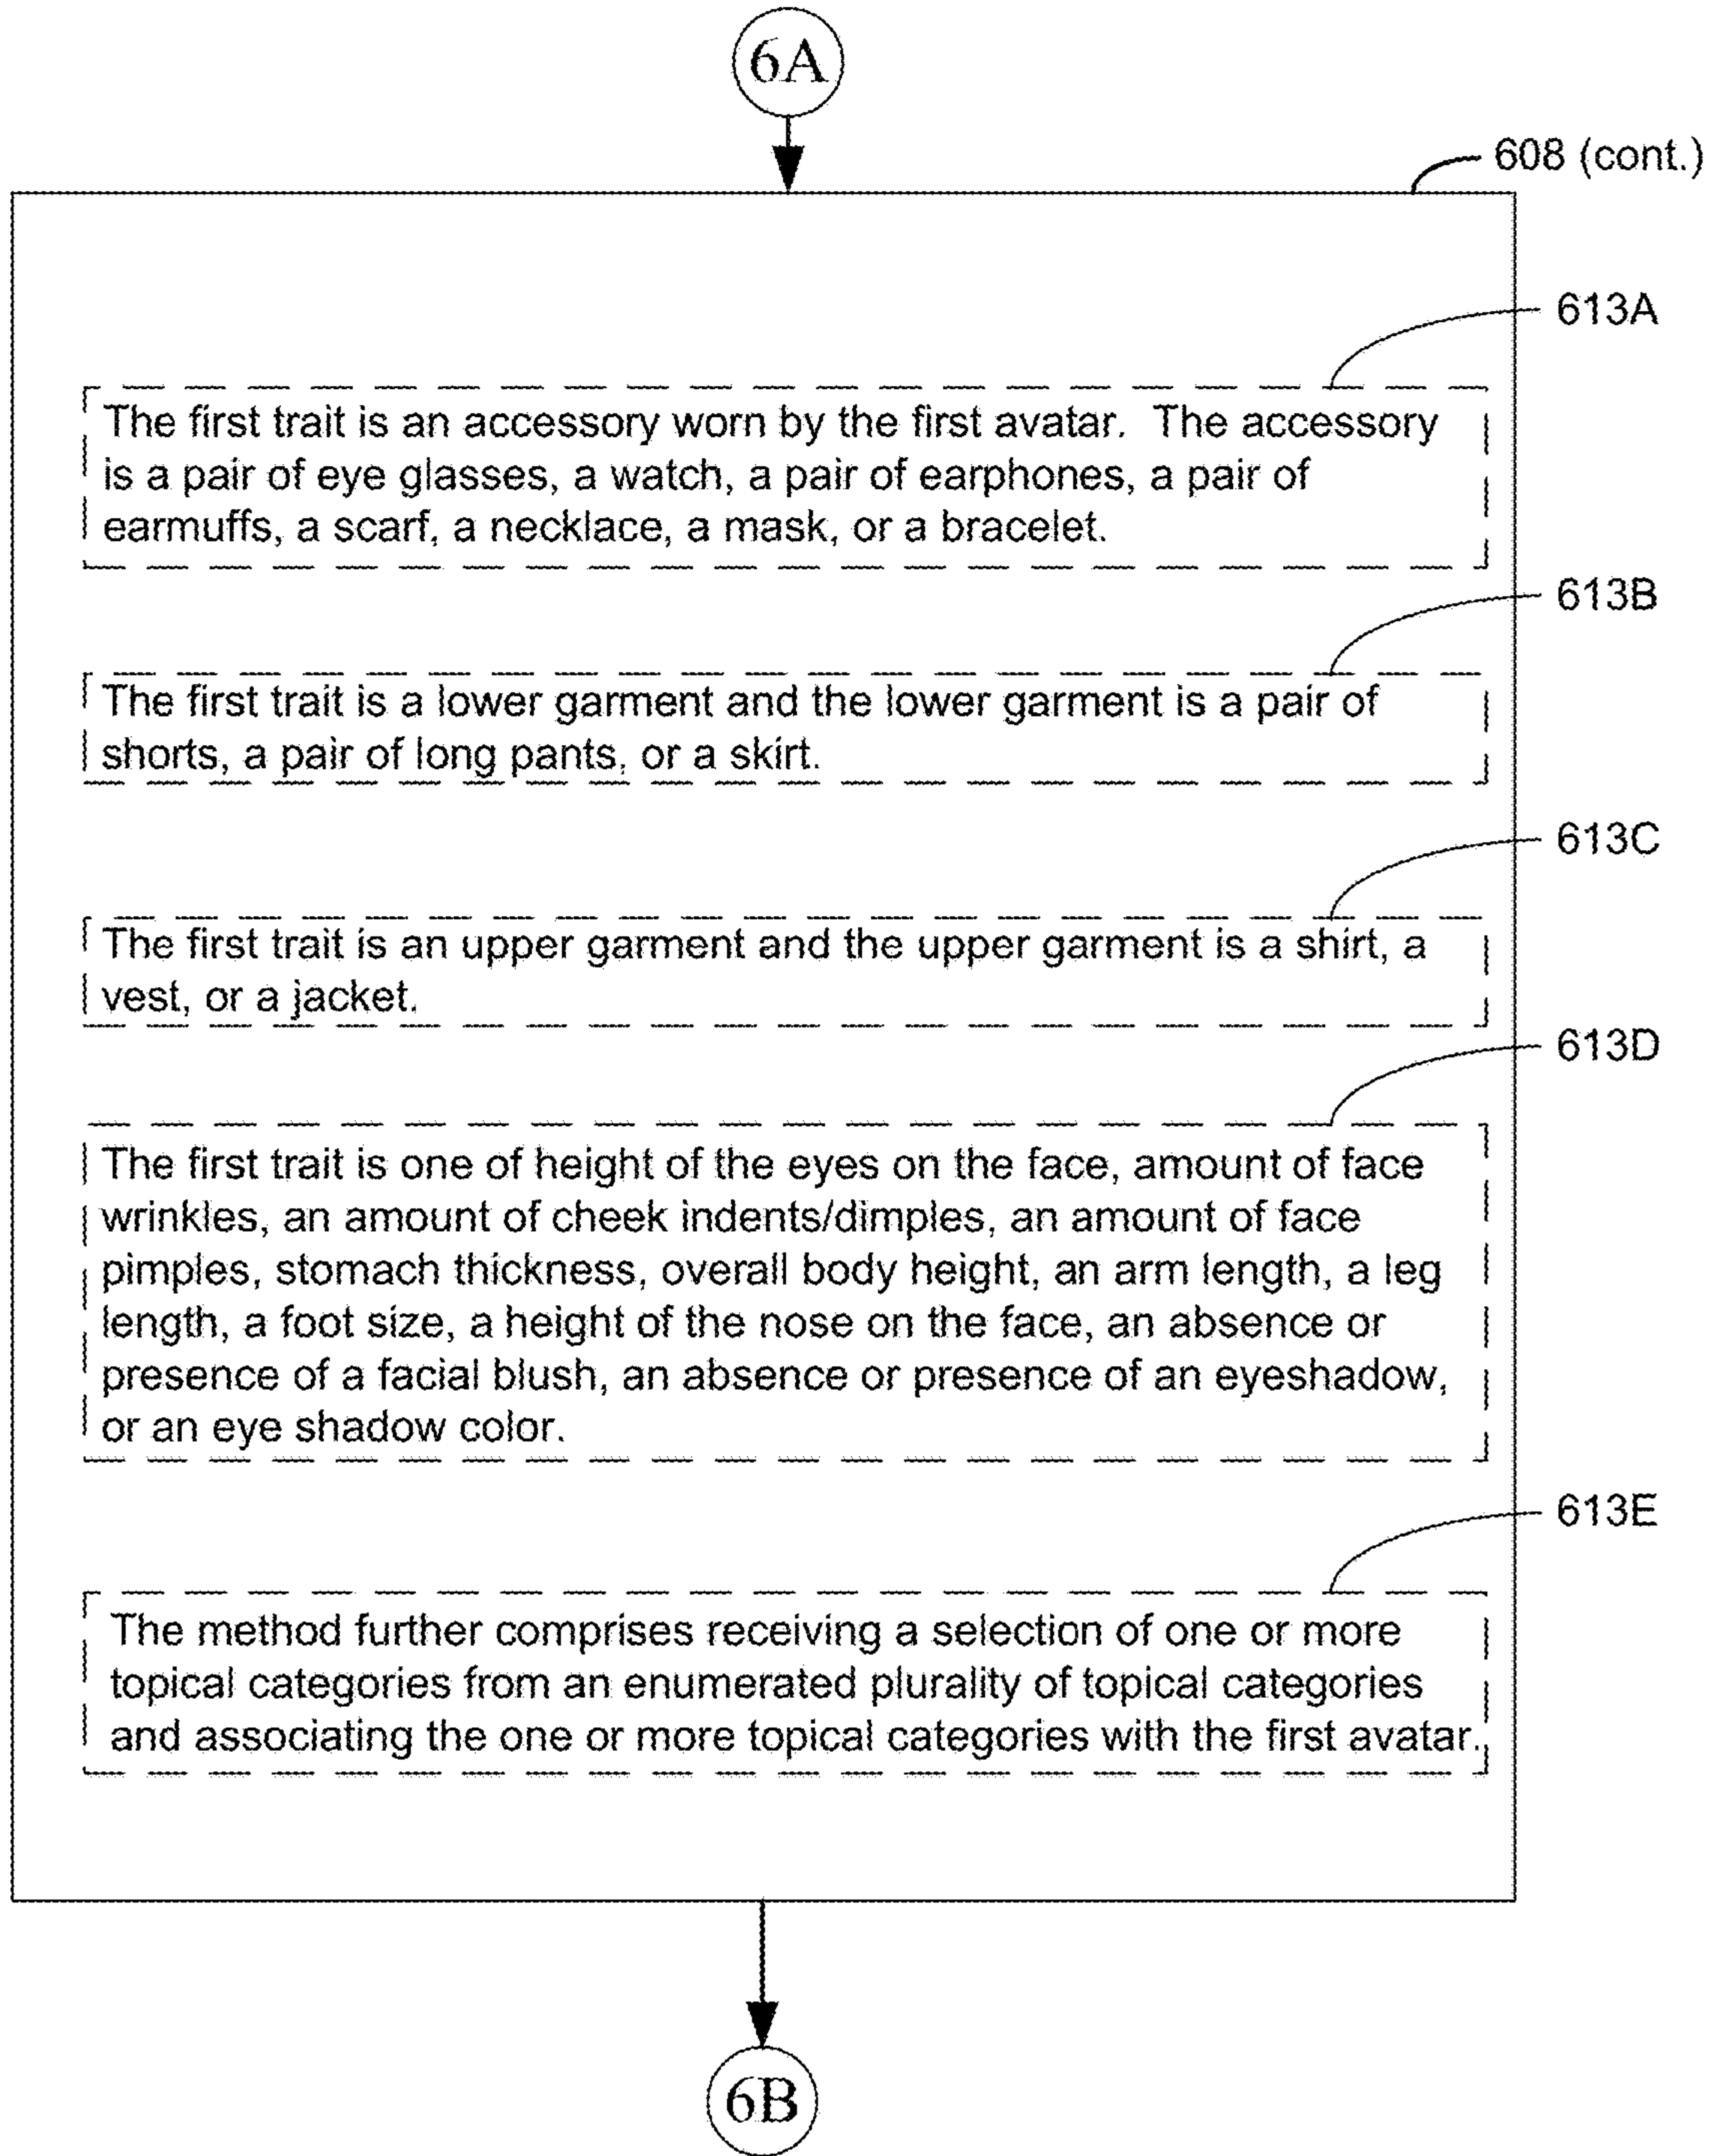 6A
608 (cont.)
613A
The first trait is an accessory worn by the first avatar.  The accessory
is a pair of eye glasses, a watch, a pair of earphones, a pair of
earmuffs, a scarf, a necklace, a mask, or a bracelet.
613B
The first trait is a lower garment and the lower garment is a pair of
shorts, a pair of long pants, or a skirt.
613C
The first trait is an upper garment and the upper garment is a shirt, a
vest, or a jacket.
613D
The first trait is one of height of the eyes on the face, amount of face
wrinkles, an amount of cheek indents/dimples, an amount of face
pimples, stomach thickness, overall body height, an arm length, a leg
length, a foot size, a height of the nose on the face, an absence or
presence of a facial blush, an absence or presence of an eyeshadow,
or an eye shadow color.
613E
The method further comprises receiving a selection of one or more
topical categories from an enumerated plurality of topical categories
and associating the one or more topical categories with the first avatar.
6B